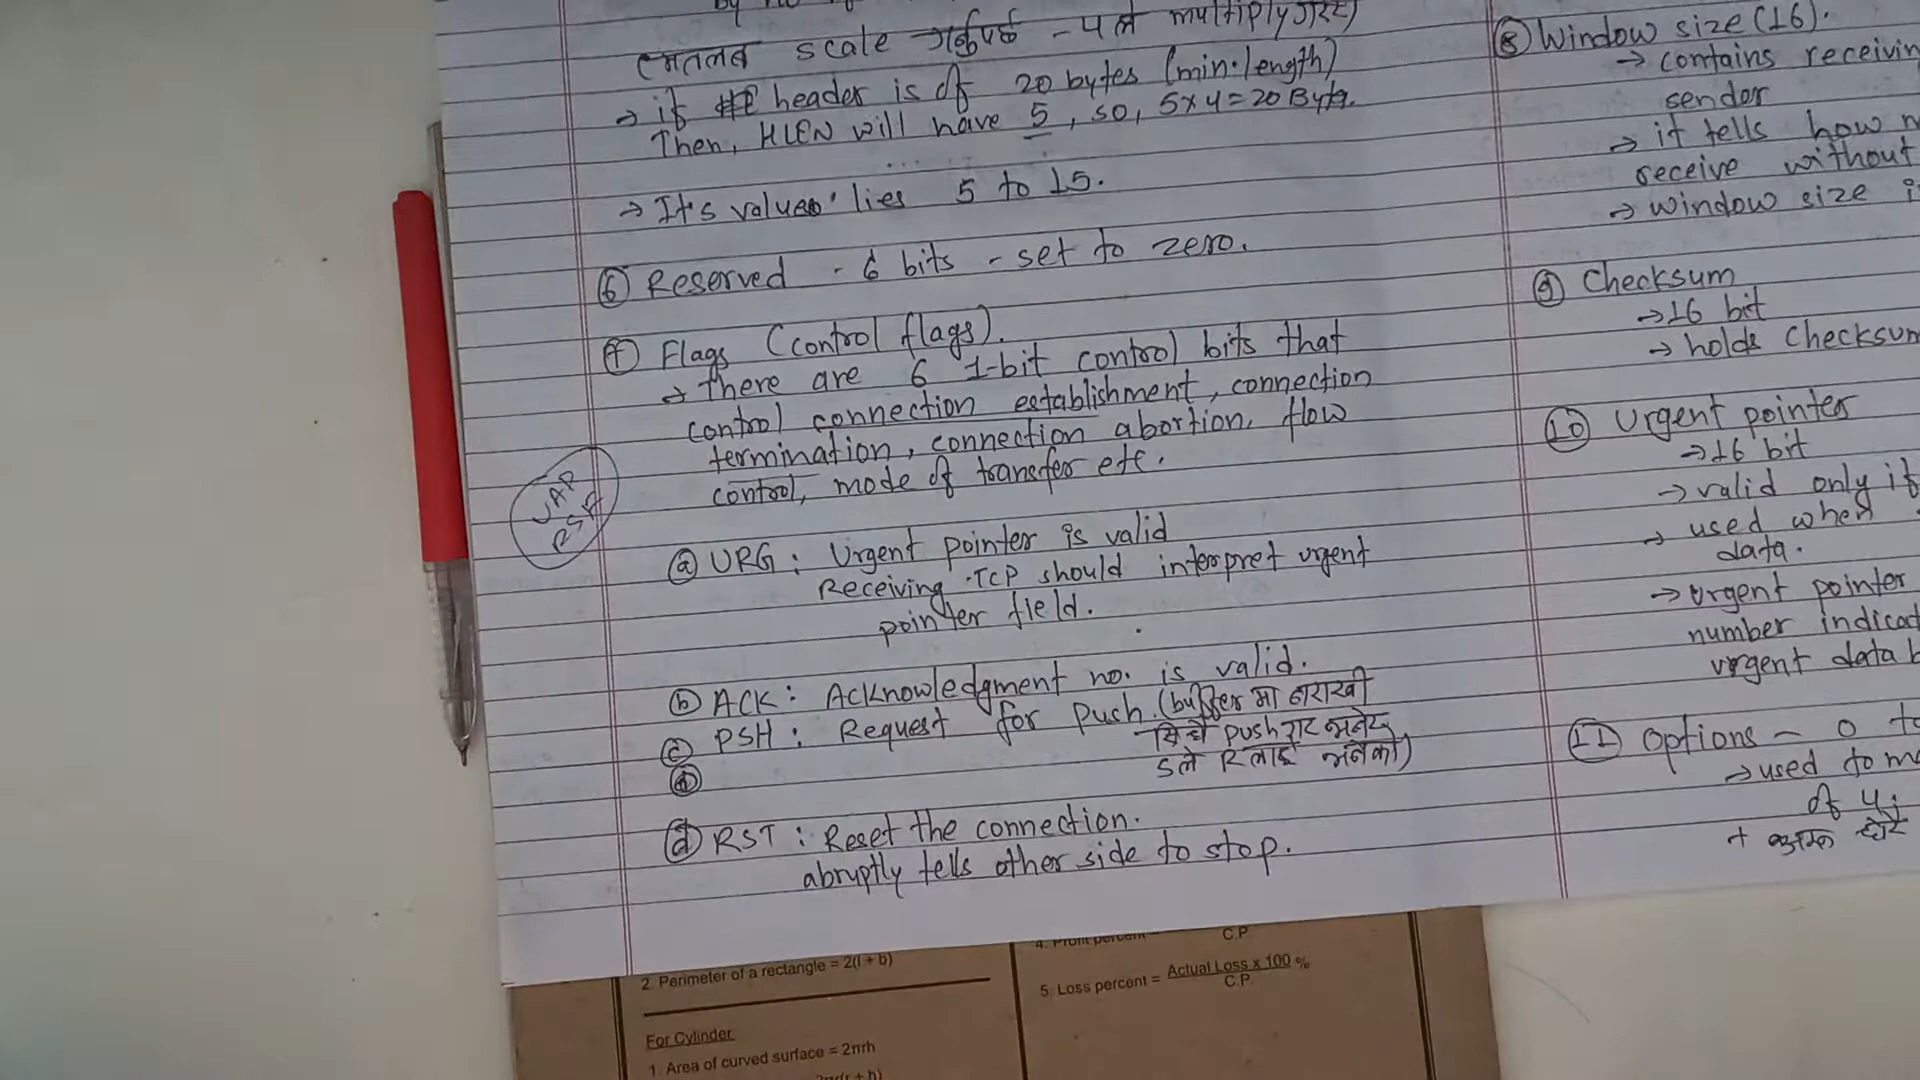 scale
multiply
→ if the header is of 20 bytes (min·length)
Then, HLEN will have 5, so, 5x4=20 Byte.
→ It's value lies 5 to 15.
⑥ Reserved - 6 bits - set to zero.
⑦ Flags (control flags).
→ There are 6 1-bit control bits that
control connection establishment, connection
termination, connection abortion, flow
control, mode of transfer etc.
UAP
RSF
ⓐ URG : Urgent pointer is valid
Receiving TCP should interpret urgent
pointer field.
ⓑ ACK : Acknowledgment no. is valid.
ⓒ PSH : Request for push. (buffer मा नराखी
push गर भनेर
ⓓ
S ले R लाई भनेको)
ⓓ RST : Reset the connection.
abruptly tells other side to stop.
⑧ Window size (16).
→ contains receivin
sender
→ it tells how
receive without
→ window size
⑨ Checksum
→ 16 bit
→ holds checksum
⑩ Urgent pointer
→ 16 bit
→ valid only if
→ used when
data.
→ urgent pointer
number indicat
urgent data b
⑪ options - 0 to
→ used to m
of 4;
+
2. Perimeter of a rectangle = 2(l + b)
For Cylinder
1. Area of curved surface = 2πrh
4. Profit percent =
C.P
5. Loss percent = Actual Loss x 100 %
C.P.